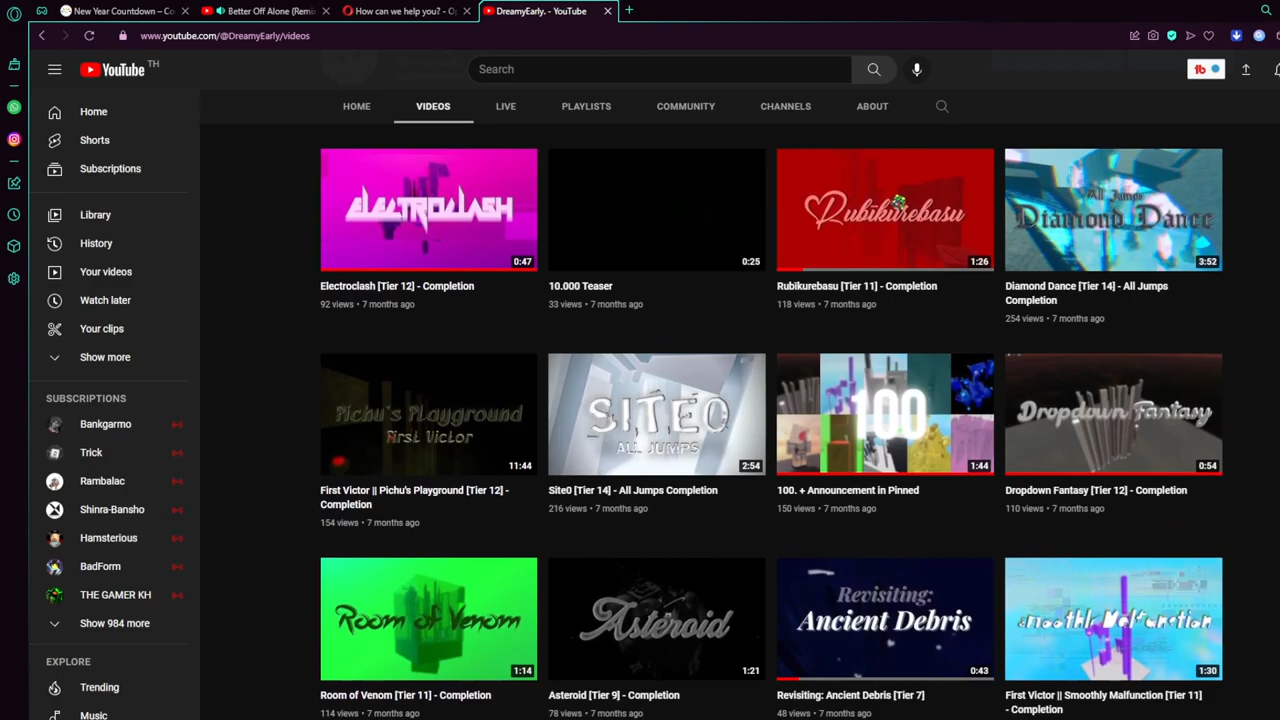 New Year Countdown – Co
Better Off Alone (Remix
How can we help you? - Op
DreamyEarly. - YouTube
www.youtube.com/@DreamyEarly/videos
YouTube TH
Search
HOME VIDEOS LIVE PLAYLISTS COMMUNITY CHANNELS ABOUT
Home
Shorts
Subscriptions
Library
History
Your videos
Watch later
Your clips
Show more
SUBSCRIPTIONS
Bankgarmo
Trick
Rambalac
Shinra-Bansho
Hamsterious
BadForm
THE GAMER KH
Show 984 more
EXPLORE
Trending
Music
ELECTROCLASH
0:47
Electroclash [Tier 12] - Completion
92 views • 7 months ago
0:25
10.000 Teaser
33 views • 7 months ago
Rubikurebasu
1:26
Rubikurebasu [Tier 11] - Completion
118 views • 7 months ago
All Jumps
Diamond Dance
3:52
Diamond Dance [Tier 14] - All Jumps
Completion
254 views • 7 months ago
Pichu's Playground
First Victor
11:44
First Victor || Pichu's Playground [Tier 12] -
Completion
154 views • 7 months ago
SITE0
ALL JUMPS
2:54
Site0 [Tier 14] - All Jumps Completion
216 views • 7 months ago
100
1:44
100. + Announcement in Pinned
150 views • 7 months ago
Dropdown Fantasy
0:54
Dropdown Fantasy [Tier 12] - Completion
110 views • 7 months ago
Room of Venom
1:14
Room of Venom [Tier 11] - Completion
114 views • 7 months ago
Asteroid
1:21
Asteroid [Tier 9] - Completion
78 views • 7 months ago
Revisiting:
Ancient Debris
0:43
Revisiting: Ancient Debris [Tier 7]
48 views • 7 months ago
Smoothly Malfunction
1:30
First Victor || Smoothly Malfunction [Tier 11]
- Completion